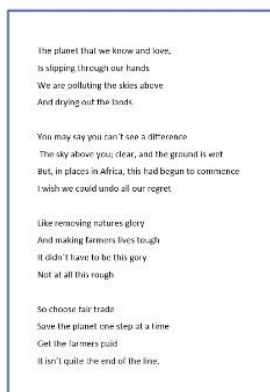 The planet that we know and love,
Is slipping through our hands
We are polluting the skies above
And drying out the lands
You may say you can't see a difference
The sky above you; clear, and the ground is wet
But, in places in Africa, this had begun to commence
I wish we could undo all our regret
Like removing natures glory
And making farmers lives tough
It didn't have to be this gory
Not at all this rough
So choose fair trade
Save the planet one step at a time
Get the farmers paid
It isn't quite the end of the line.